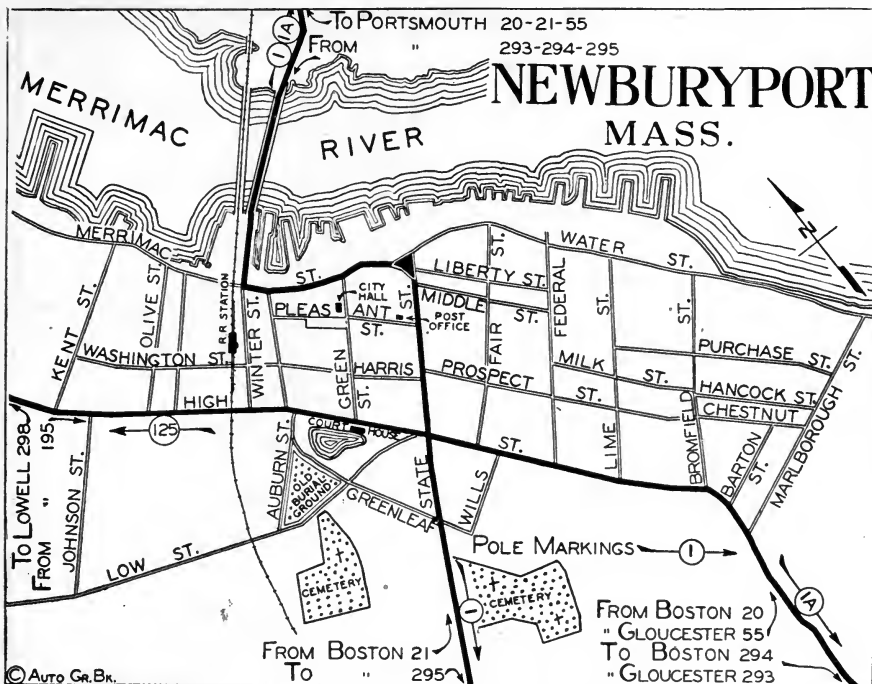 To Portsmouth 20-21-55
From " 293-294-295
NEWBURYPORT
MASS.
1
1A
MERRIMAC RIVER
N
MERRIMAC ST.
WATER ST.
LIBERTY ST.
MIDDLE ST.
CITY HALL
PLEASANT ST.
POST OFFICE
R R STATION
KENT ST.
OLIVE ST.
WINTER ST.
GREEN ST.
STATE ST.
FAIR ST.
FEDERAL ST.
LIME ST.
BROMFIELD ST.
WASHINGTON ST.
HARRIS
PROSPECT ST.
MILK ST.
PURCHASE ST.
HANCOCK ST.
CHESTNUT
BARTON ST.
MARLBOROUGH ST.
HIGH ST.
125
COURT HOUSE
To Lowell 298
From " 195
JOHNSON ST.
AUBURN ST.
OLD BURIAL GROUND
GREENLEAF
WILLS
LOW ST.
CEMETERY
CEMETERY
Pole Markings
1
1
1A
From Boston 21
To " 295
From Boston 20
" Gloucester 55
To Boston 294
" Gloucester 293
© Auto Gr. Bk.